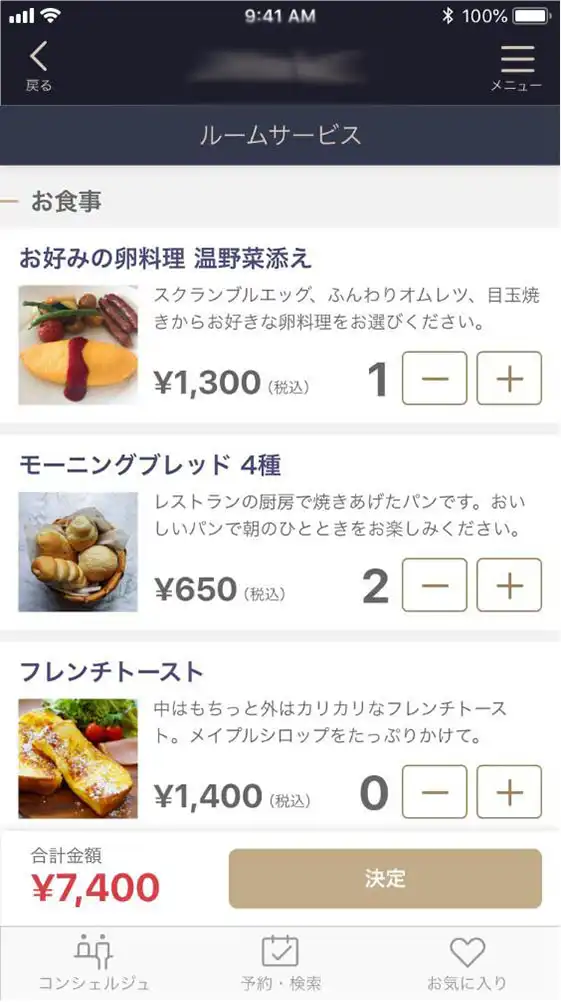 9:41 AM
100%
戻る
メニュー
ルームサービス
お食事
お好みの卵料理 温野菜添え
スクランブルエッグ、ふんわりオムレツ、目玉焼
きからお好きな卵料理をお選びください。
¥1,300(税込)
1
モーニングブレッド 4種
レストランの厨房で焼きあげたパンです。おい
しいパンで朝のひとときをお楽しみください。
¥650(税込)
2
フレンチトースト
中はもちっと外はカリカリなフレンチトース
ト。メイプルシロップをたっぷりかけて。
¥1,400(税込)
0
合計金額
¥7,400
決定
コンシェルジュ
予約・検索
お気に入り